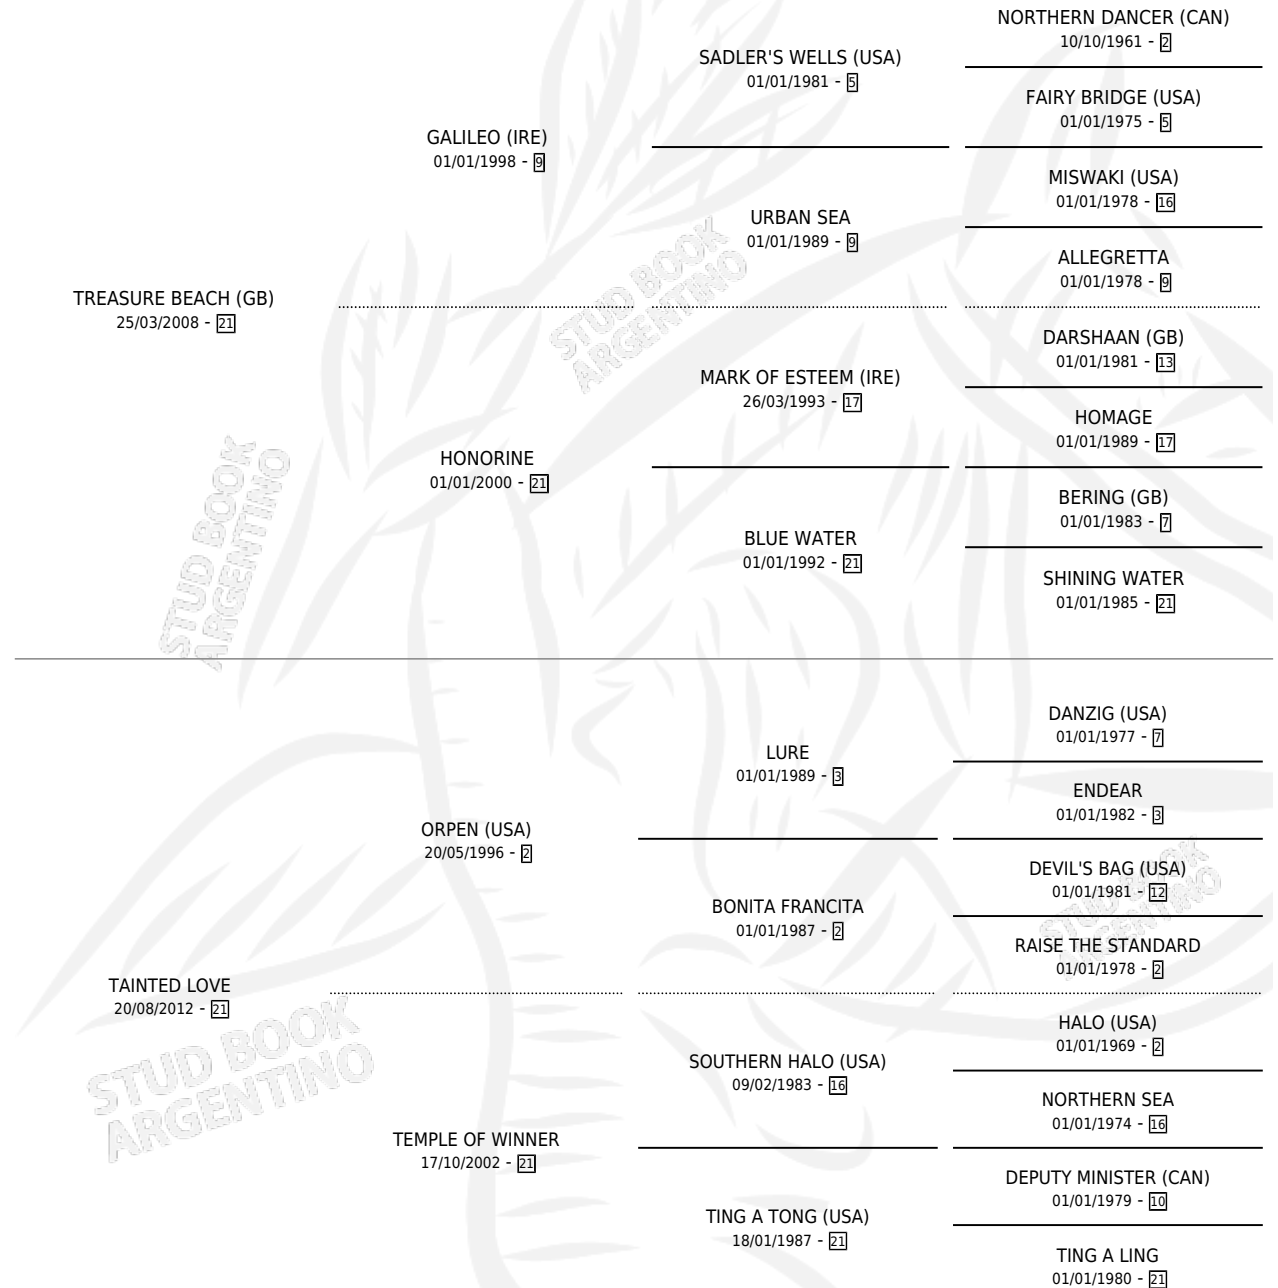 NORTHERN DANCER (CAN)
10/10/1961 - 2
SADLER'S WELLS (USA)
01/01/1981 - 5
FAIRY BRIDGE (USA)
01/01/1975 - 5
GALILEO (IRE)
01/01/1998 - 9
MISWAKI (USA)
01/01/1978 - 16
URBAN SEA
01/01/1989 - 9
ALLEGRETTA
01/01/1978 - 9
TREASURE BEACH (GB)
25/03/2008 - 21
STUD BOOK
ARGENTINO
DARSHAAN (GB)
01/01/1981 - 13
MARK OF ESTEEM (IRE)
26/03/1993 - 17
HOMAGE
01/01/1989 - 17
HONORINE
01/01/2000 - 21
STUD BOOK
ARGENTINO
BERING (GB)
01/01/1983 - 7
BLUE WATER
01/01/1992 - 21
SHINING WATER
01/01/1985 - 21
DANZIG (USA)
01/01/1977 - 7
LURE
01/01/1989 - 3
ENDEAR
01/01/1982 - 3
ORPEN (USA)
20/05/1996 - 2
DEVIL'S BAG (USA)
01/01/1981 - 12
STUD BOOK
ARGENTINO
BONITA FRANCITA
01/01/1987 - 2
RAISE THE STANDARD
01/01/1978 - 2
TAINTED LOVE
20/08/2012 - 21
STUD BOOK
ARGENTINO
HALO (USA)
01/01/1969 - 2
SOUTHERN HALO (USA)
09/02/1983 - 16
NORTHERN SEA
01/01/1974 - 16
TEMPLE OF WINNER
17/10/2002 - 21
DEPUTY MINISTER (CAN)
01/01/1979 - 10
TING A TONG (USA)
18/01/1987 - 21
TING A LING
01/01/1980 - 21